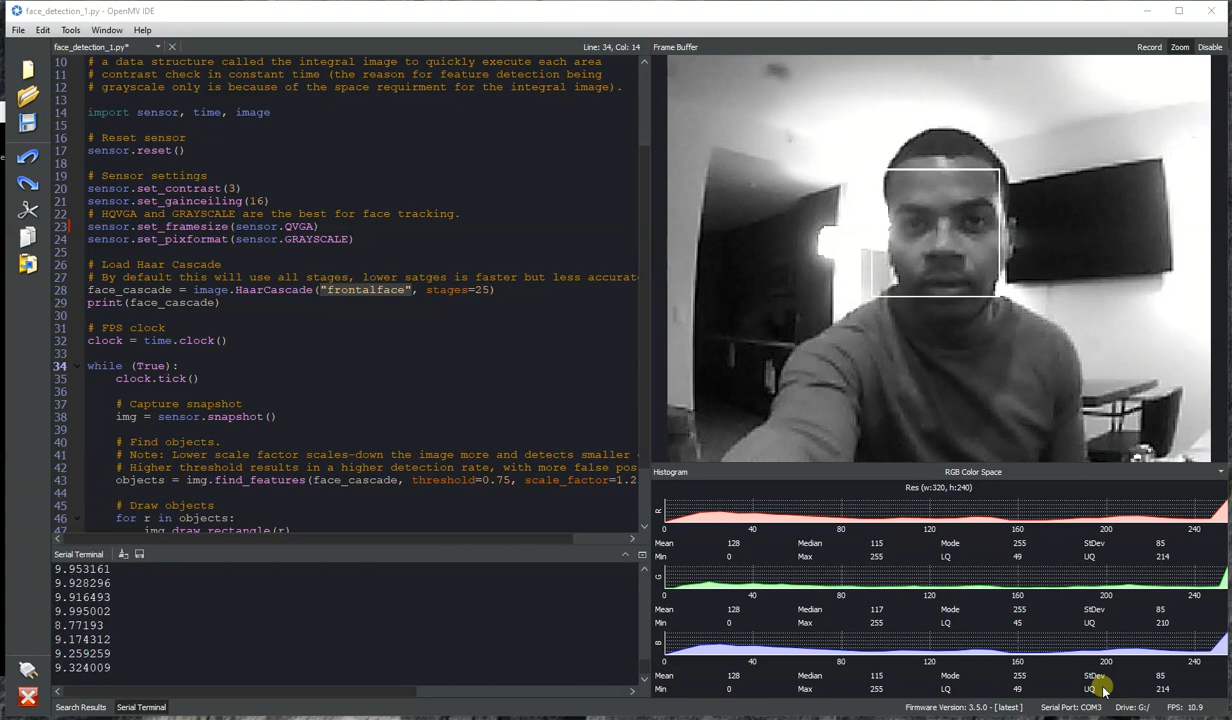 face_detection_1.py - OpenMV IDE
File Edit Tools Window Help
face_detection_1.py*
Line: 34, Col: 14
10 # a data structure called the integral image to quickly execute each area
11 # contrast check in constant time (the reason for feature detection being
12 # grayscale only is because of the space requirment for the integral image).
13
14 import sensor, time, image
15
16 # Reset sensor
17 sensor.reset()
18
19 # Sensor settings
20 sensor.set_contrast(3)
21 sensor.set_gainceiling(16)
22 # HQVGA and GRAYSCALE are the best for face tracking.
23 sensor.set_framesize(sensor.QVGA)
24 sensor.set_pixformat(sensor.GRAYSCALE)
25
26 # Load Haar Cascade
27 # By default this will use all stages, lower satges is faster but less accurat
28 face_cascade = image.HaarCascade("frontalface", stages=25)
29 print(face_cascade)
30
31 # FPS clock
32 clock = time.clock()
33
34 while (True):
35 clock.tick()
36
37 # Capture snapshot
38 img = sensor.snapshot()
39
40 # Find objects.
41 # Note: Lower scale factor scales-down the image more and detects smaller
42 # Higher threshold results in a higher detection rate, with more false pos
43 objects = img.find_features(face_cascade, threshold=0.75, scale_factor=1.2
44
45 # Draw objects
46 for r in objects:
47 img.draw_rectangle(r)
Serial Terminal
9.953161
9.928296
9.916493
9.995002
8.77193
9.174312
9.259259
9.324009
Search Results Serial Terminal
Frame Buffer
Record Zoom Disable
Histogram RGB Color Space
Res (w:320, h:240)
R
0 40 80 120 160 200 240
Mean 128 Median 115 Mode 255 StDev 85
Min 0 Max 255 LQ 49 UQ 214
G
0 40 80 120 160 200 240
Mean 128 Median 117 Mode 255 StDev 85
Min 0 Max 255 LQ 45 UQ 210
B
0 40 80 120 160 200 240
Mean 128 Median 115 Mode 255 StDev 85
Min 0 Max 255 LQ 49 UQ 214
Firmware Version: 3.5.0 - [ latest ] Serial Port: COM3 Drive: G:/ FPS: 10.9